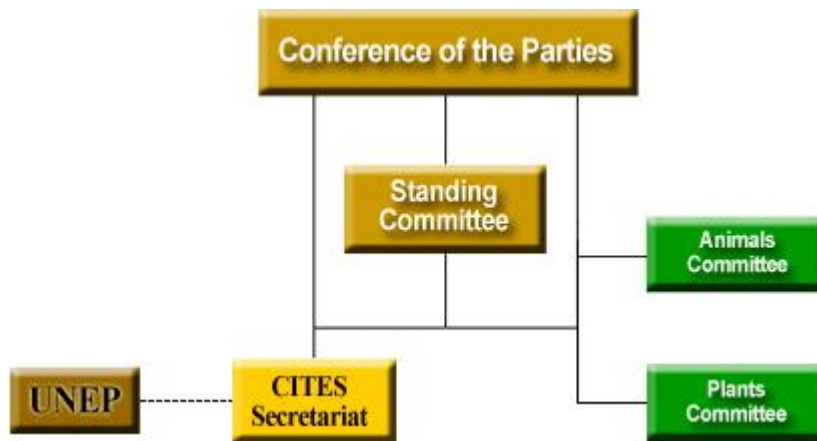 Conference of the Parties
Standing
Committee
Animals
Committee
UNEP
CITES
Secretariat
Plants
Committee